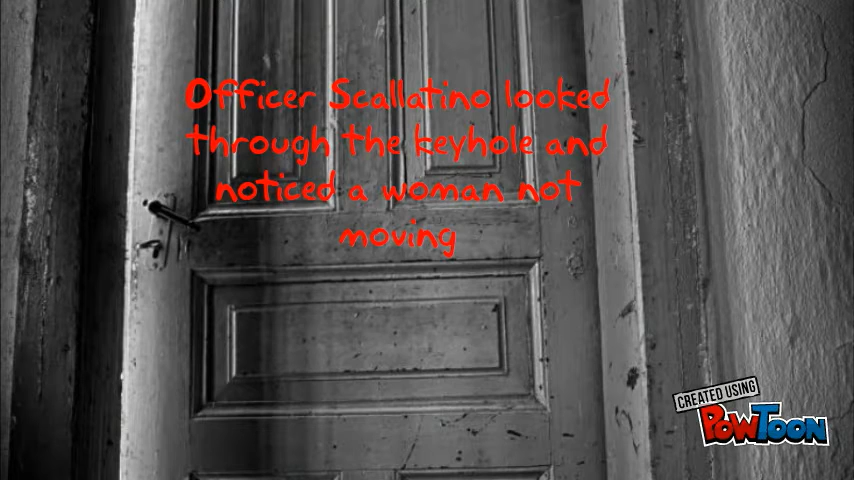 Officer Scallatino looked
through the keyhole and
noticed a woman not
moving
CREATED USING
POWTOON